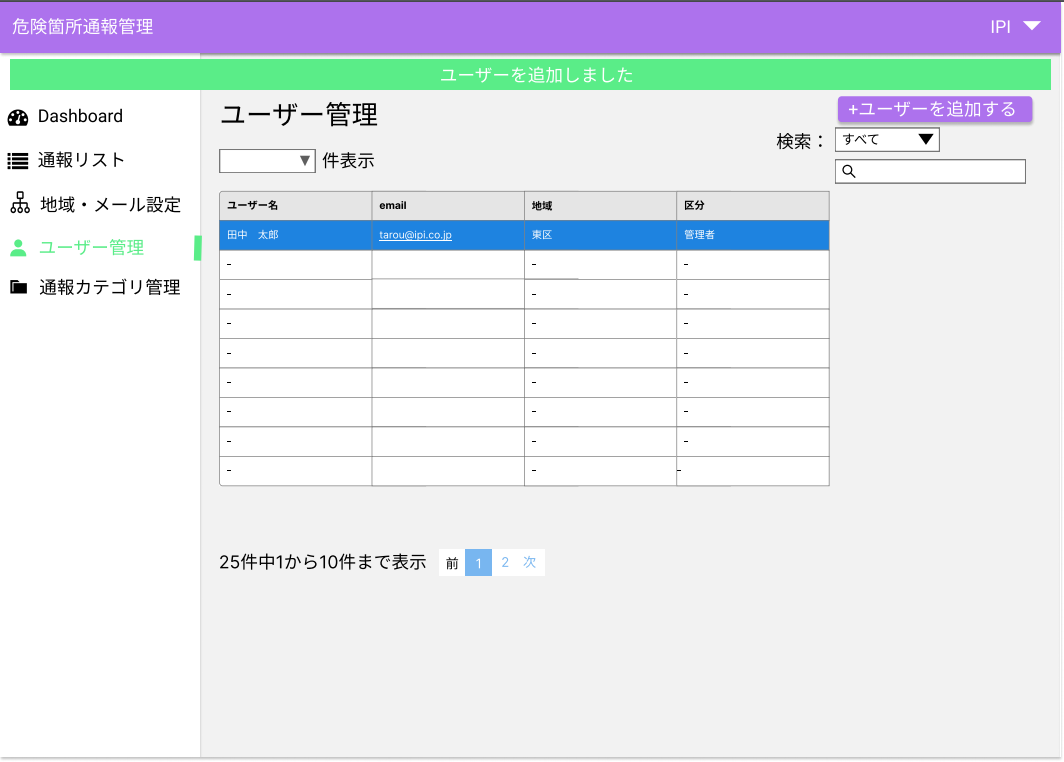 危険箇所通報管理
IPI
ユーザーを追加しました
Dashboard
通報リスト
地域・メール設定
ユーザー管理
通報カテゴリ管理
ユーザー管理
+ユーザーを追加する
検索：
すべて
件表示
ユーザー名 email 地域 区分
田中　太郎 tarou@ipi.co.jp 東区 管理者
- - -
- - -
- - -
- - -
- - -
- - -
- - -
- - -
25件中1から10件まで表示 前 1 2 次